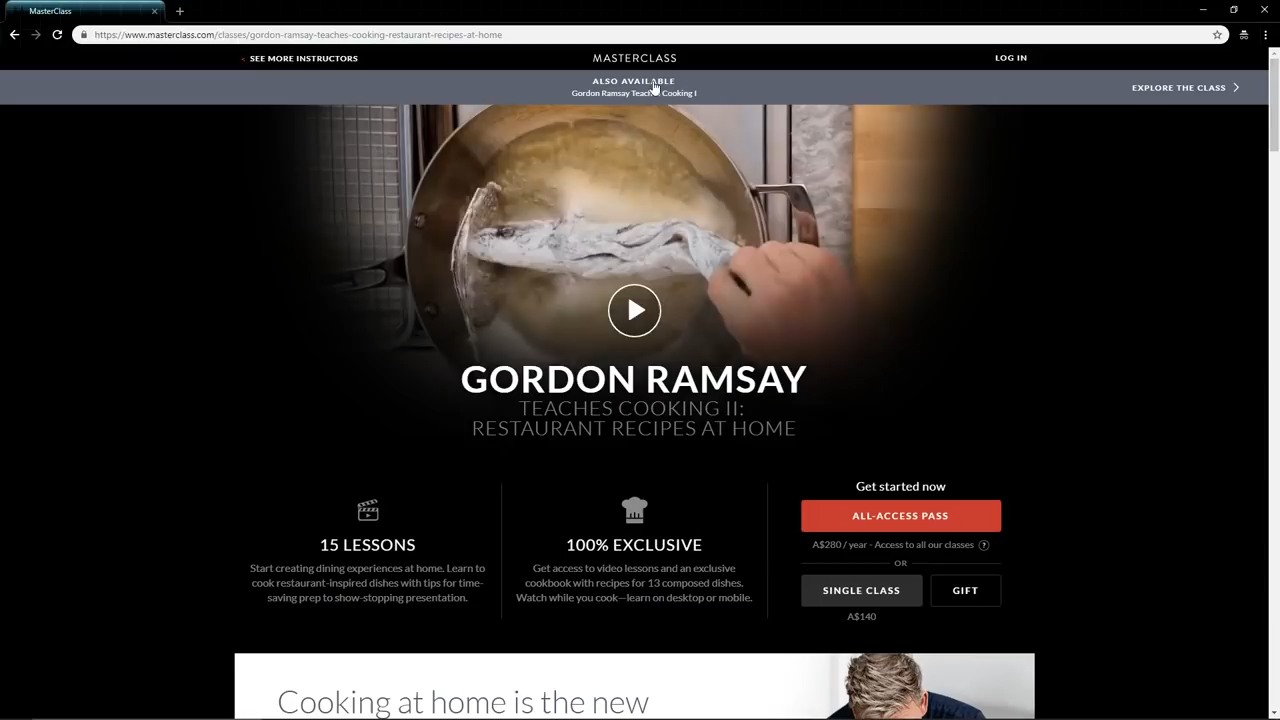 MasterClass
https://www.masterclass.com/classes/gordon-ramsay-teaches-cooking-restaurant-recipes-at-home
< SEE MORE INSTRUCTORS
MASTERCLASS
LOG IN
ALSO AVAILABLE
Gordon Ramsay Teaches Cooking I
EXPLORE THE CLASS
GORDON RAMSAY
TEACHES COOKING II:
RESTAURANT RECIPES AT HOME
15 LESSONS
Start creating dining experiences at home. Learn to
cook restaurant-inspired dishes with tips for time-
saving prep to show-stopping presentation.
100% EXCLUSIVE
Get access to video lessons and an exclusive
cookbook with recipes for 13 composed dishes.
Watch while you cook—learn on desktop or mobile.
Get started now
ALL-ACCESS PASS
A$280 / year - Access to all our classes ?
OR
SINGLE CLASS
GIFT
A$140
Cooking at home is the new